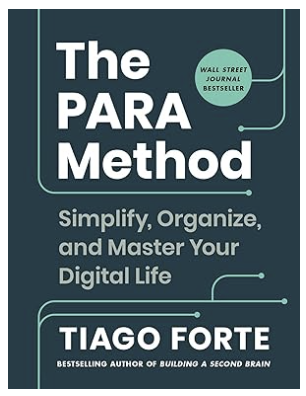 The
PARA
Method
WALL STREET
JOURNAL
BESTSELLER
Simplify, Organize,
and Master Your
Digital Life
TIAGO FORTE
BESTSELLING AUTHOR OF BUILDING A SECOND BRAIN